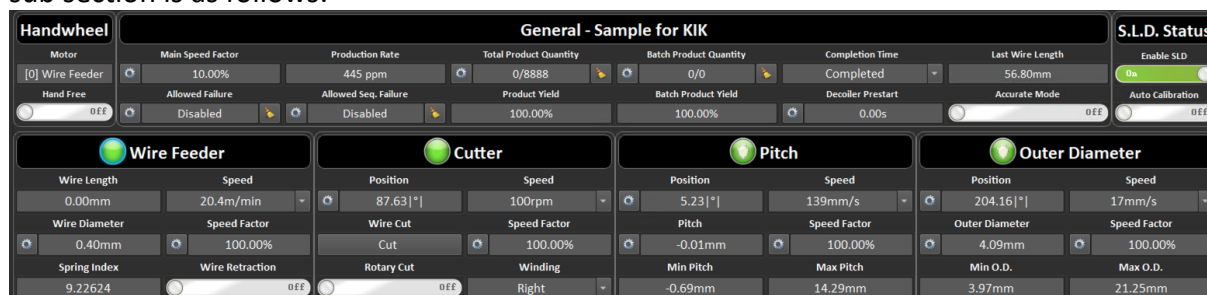 sub-section is as follows:
Handwheel General - Sample for KIK S.L.D. Status
Motor Main Speed Factor Production Rate Total Product Quantity Batch Product Quantity Completion Time Last Wire Length Enable SLD
[0] Wire Feeder 10.00% 445 ppm 0/8888 0/0 Completed 56.80mm On
Hand Free Allowed Failure Allowed Seq. Failure Product Yield Batch Product Yield Decoiler Prestart Accurate Mode Auto Calibration
Off Disabled Disabled 100.00% 100.00% 0.00s Off Off
Wire Feeder Cutter Pitch Outer Diameter
Wire Length Speed Position Speed Position Speed Position Speed
0.00mm 20.4m/min 87.63|°| 100rpm 5.23|°| 139mm/s 204.16|°| 17mm/s
Wire Diameter Speed Factor Wire Cut Speed Factor Pitch Speed Factor Outer Diameter Speed Factor
0.40mm 100.00% Cut 100.00% -0.01mm 100.00% 4.09mm 100.00%
Spring Index Wire Retraction Rotary Cut Winding Min Pitch Max Pitch Min O.D. Max O.D.
9.22624 Off Off Right -0.69mm 14.29mm 3.97mm 21.25mm